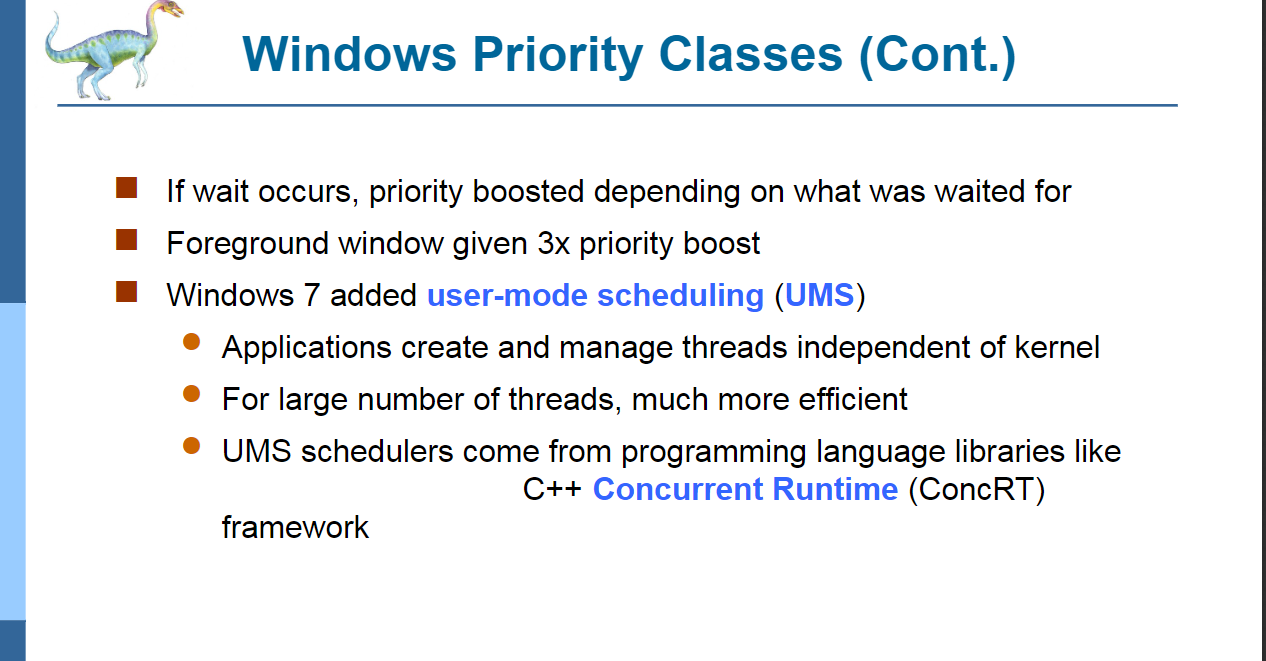 Windows Priority Classes (Cont.)
If wait occurs, priority boosted depending on what was waited for
Foreground window given 3x priority boost
Windows 7 added user-mode scheduling (UMS)
Applications create and manage threads independent of kernel
For large number of threads, much more efficient
UMS schedulers come from programming language libraries like
C++ Concurrent Runtime (ConcRT)
framework